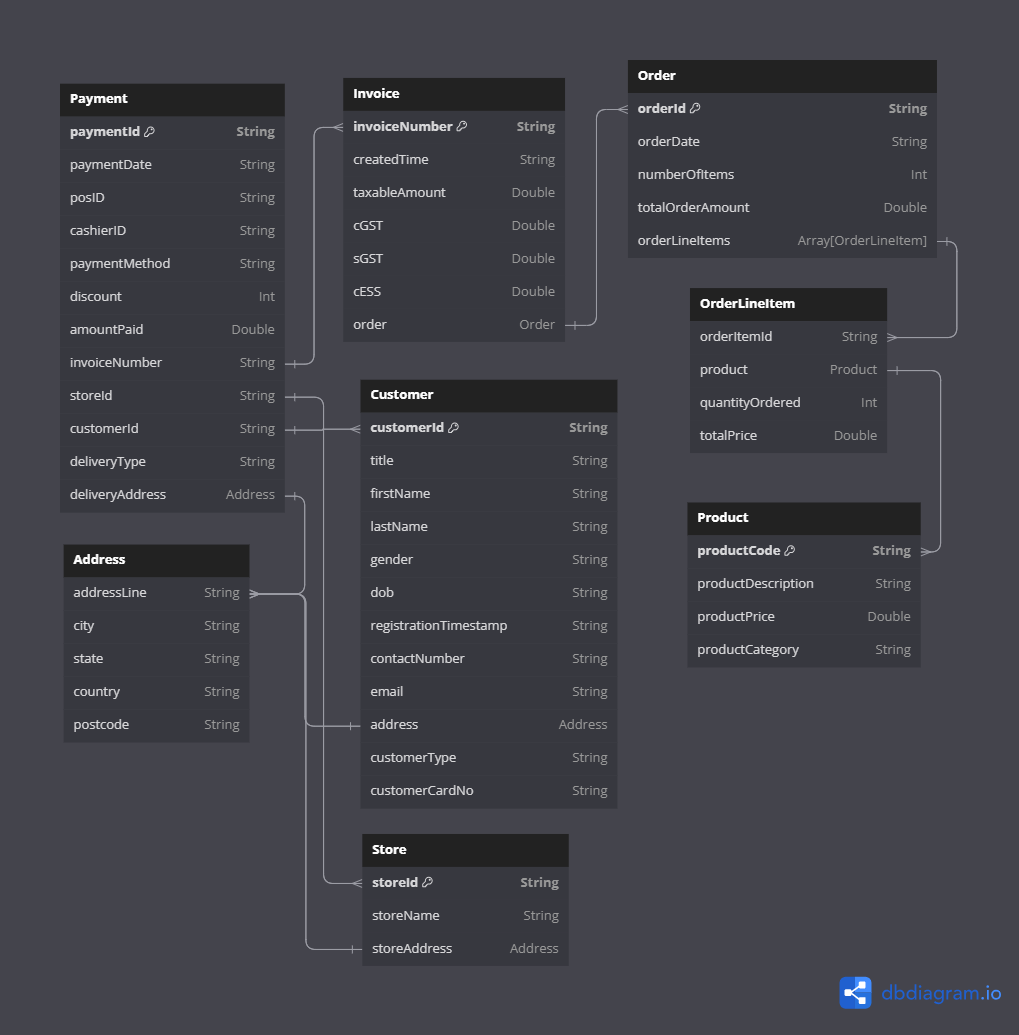 Payment
paymentId String
paymentDate String
posID String
cashierID String
paymentMethod String
discount Int
amountPaid Double
invoiceNumber String
storeId String
customerId String
deliveryType String
deliveryAddress Address
Invoice
invoiceNumber String
createdTime String
taxableAmount Double
cGST Double
sGST Double
cESS Double
order Order
Order
orderId String
orderDate String
numberOfItems Int
totalOrderAmount Double
orderLineItems Array[OrderLineItem]
OrderLineItem
orderItemId String
product Product
quantityOrdered Int
totalPrice Double
Customer
customerId String
title String
firstName String
lastName String
gender String
dob String
registrationTimestamp String
contactNumber String
email String
address Address
customerType String
customerCardNo String
Product
productCode String
productDescription String
productPrice Double
productCategory String
Address
addressLine String
city String
state String
country String
postcode String
Store
storeId String
storeName String
storeAddress Address
dbdiagram.io